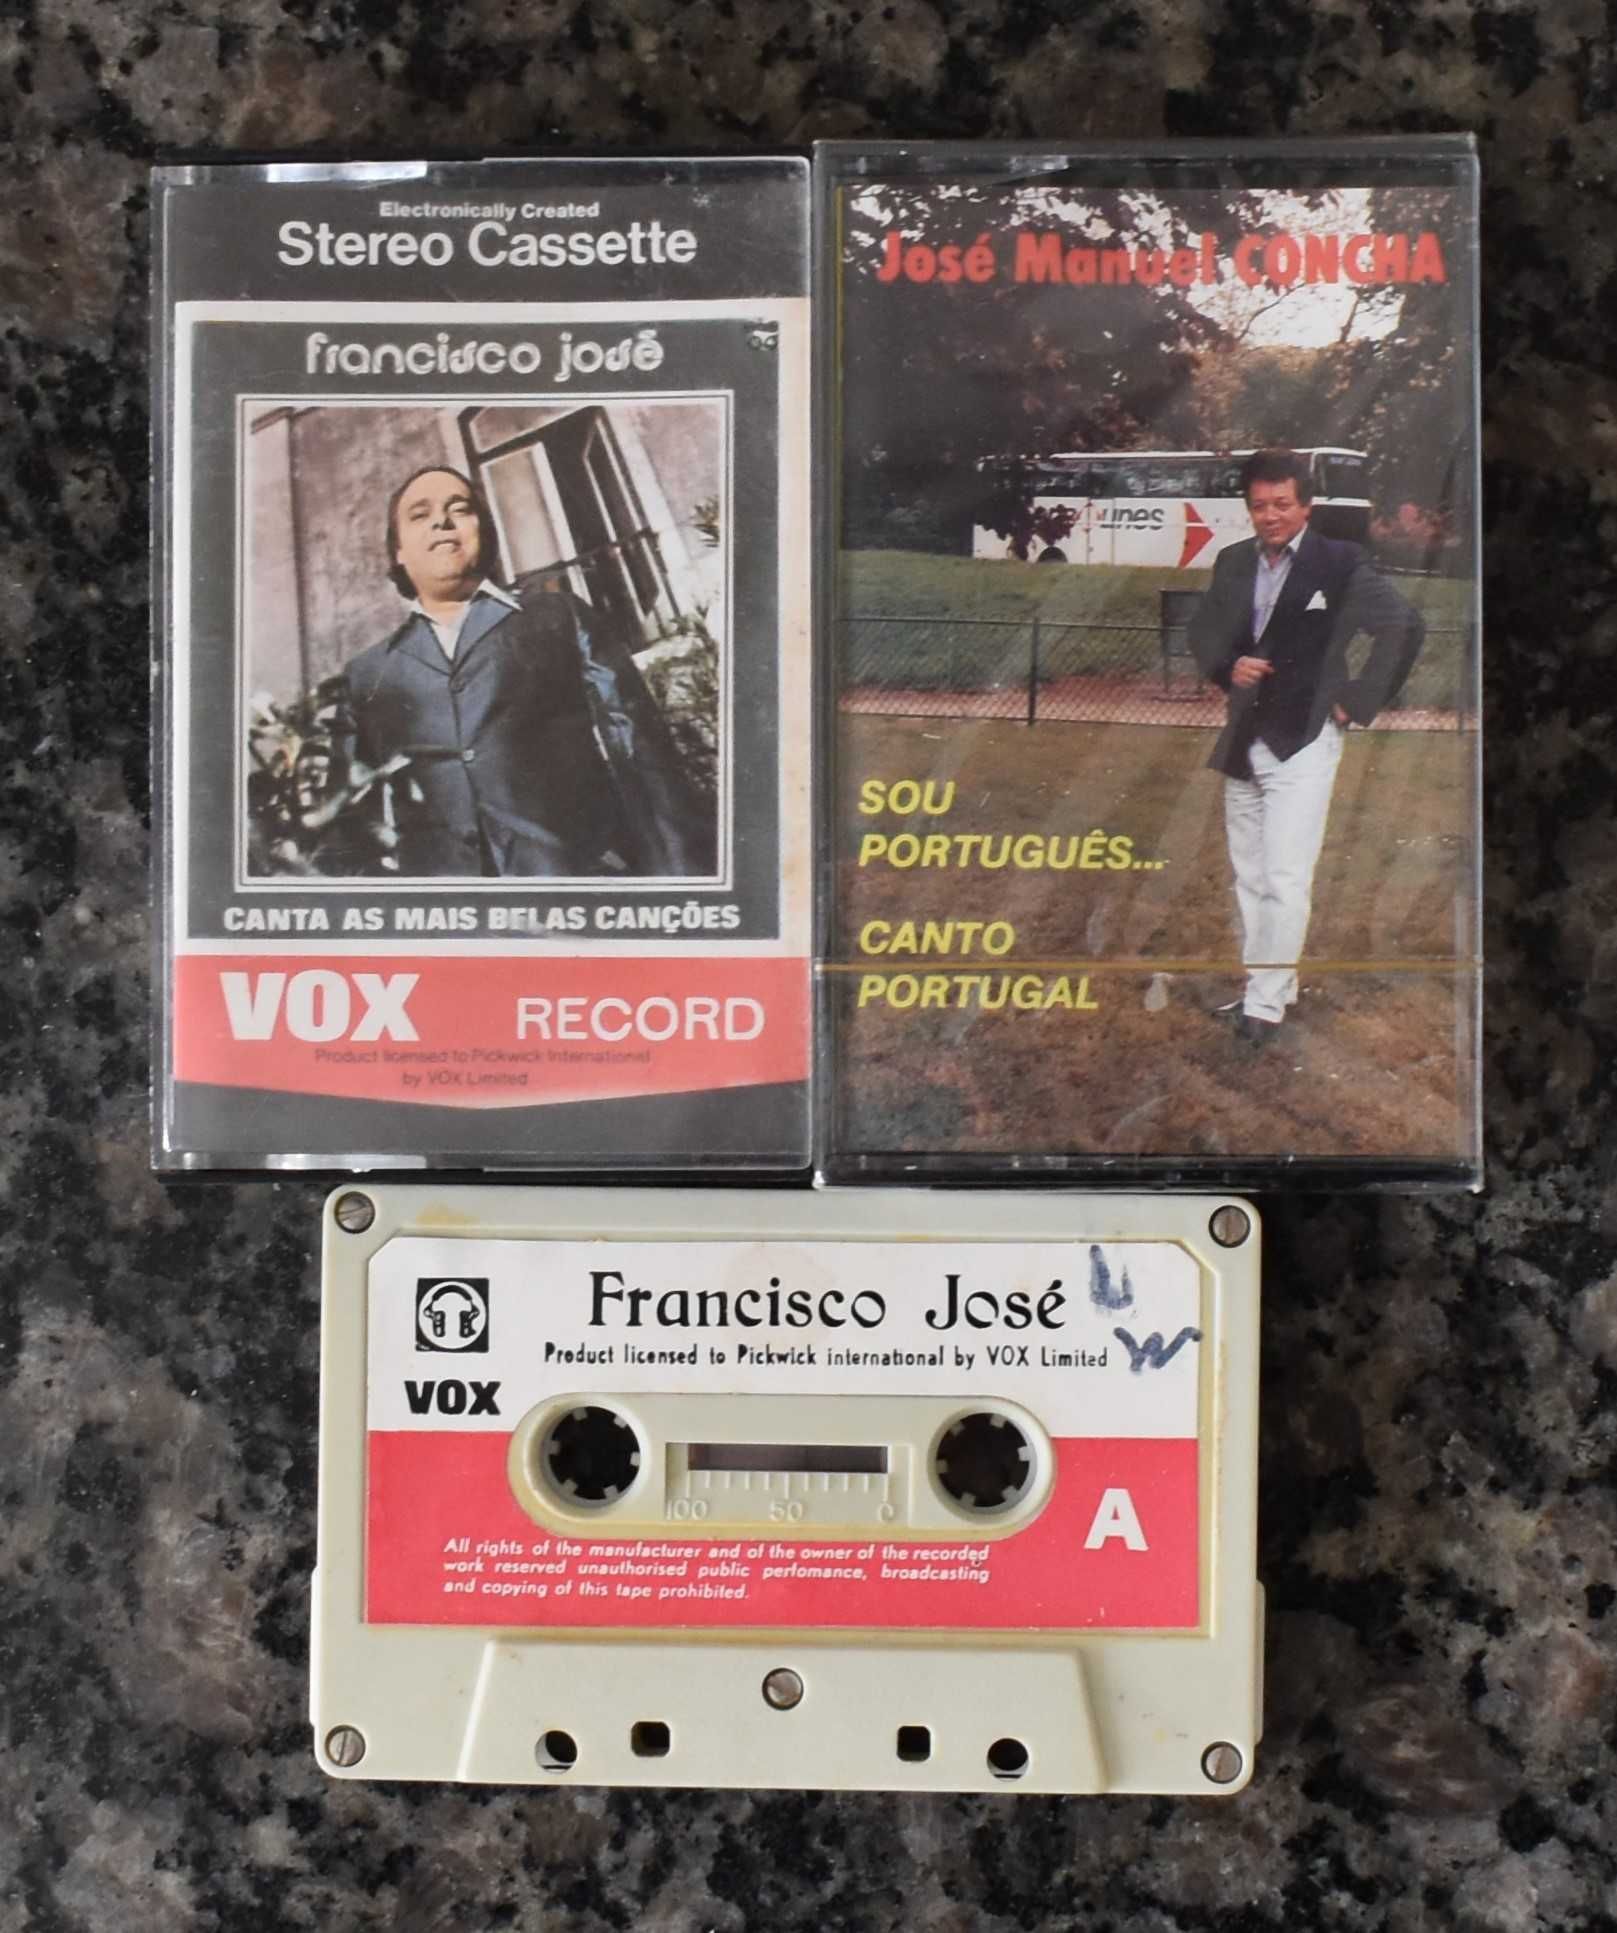 Electronically Created
Stereo Cassette
francisco josé
CANTA AS MAIS BELAS CANÇÕES
VOX RECORD
Product licensed to Pickwick International
by VOX Limited
José Manuel CONCHA
SOU
PORTUGUÊS...
CANTO
PORTUGAL
Francisco José
Product licensed to Pickwick international by VOX Limited
VOX
100 50 0
A
All rights of the manufacturer and of the owner of the recorded
work reserved unauthorised public perfomance, broadcasting
and copying of this tape prohibited.